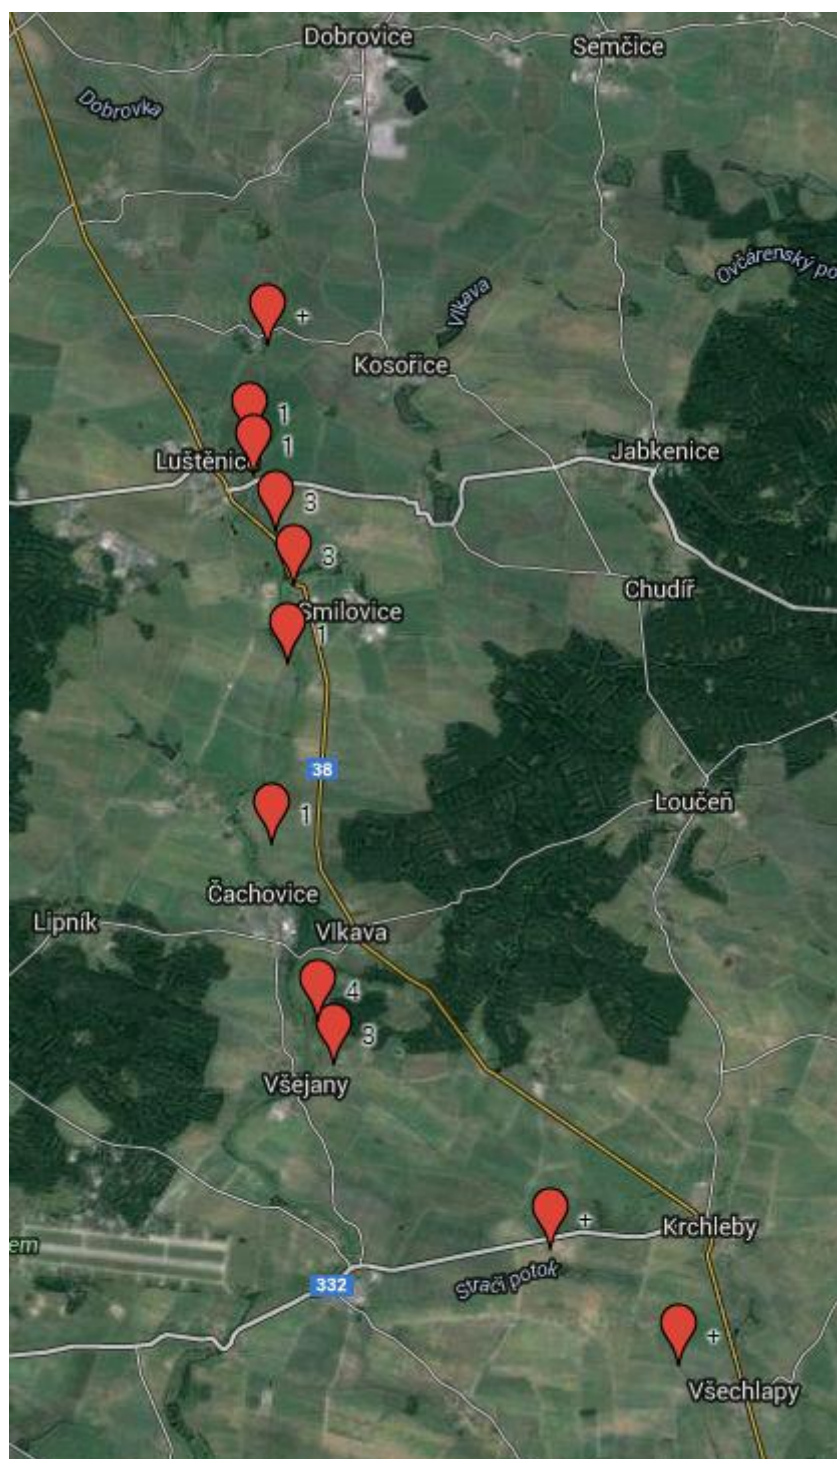 Dobrovice
Semčice
Dobrovka
Ovčárenský po
Vlkava
+
Kosořice
1
1
Jabkenice
Luštěnice
3
3
Chudíř
Smilovice
1
38
Loučeň
1
Čachovice
Lipník
Vlkava
4
3
Všejany
+
Krchleby
em
Stračí potok
332
+
Všechlapy